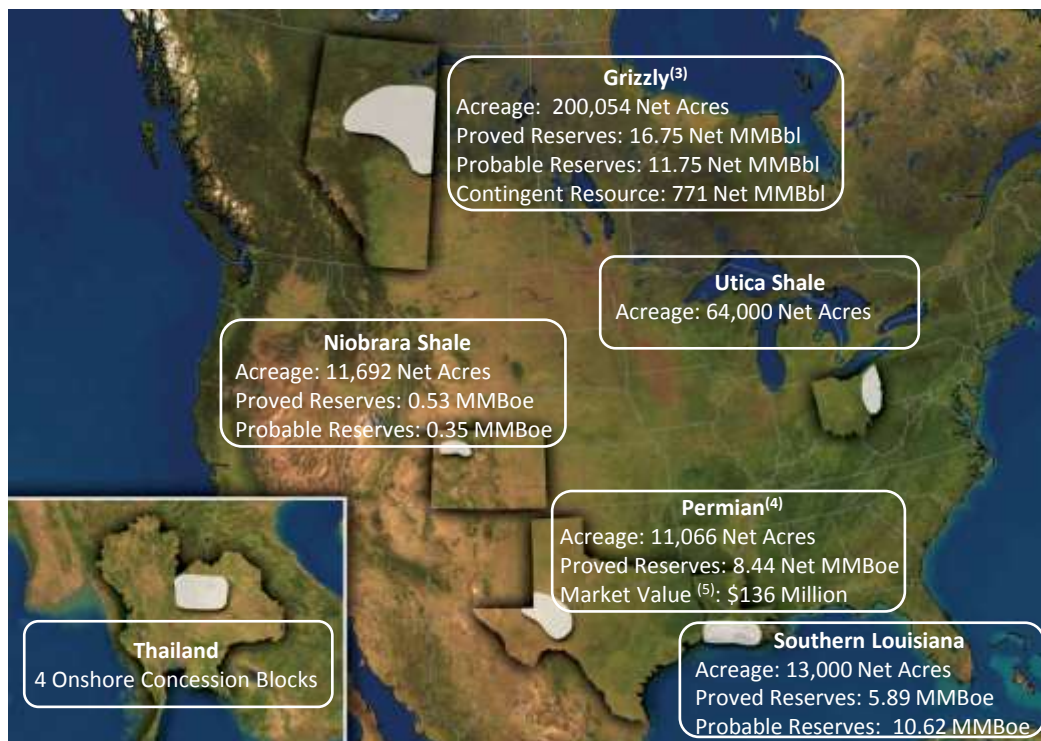 Grizzly(3)
Acreage: 200,054 Net Acres
Proved Reserves: 16.75 Net MMBbl
Probable Reserves: 11.75 Net MMBbl
Contingent Resource: 771 Net MMBbl
Utica Shale
Acreage: 64,000 Net Acres
Niobrara Shale
Acreage: 11,692 Net Acres
Proved Reserves: 0.53 MMBoe
Probable Reserves: 0.35 MMBoe
Permian(4)
Acreage: 11,066 Net Acres
Proved Reserves: 8.44 Net MMBoe
Market Value (5): $136 Million
Thailand
4 Onshore Concession Blocks
Southern Louisiana
Acreage: 13,000 Net Acres
Proved Reserves: 5.89 MMBoe
Probable Reserves: 10.62 MMBoe